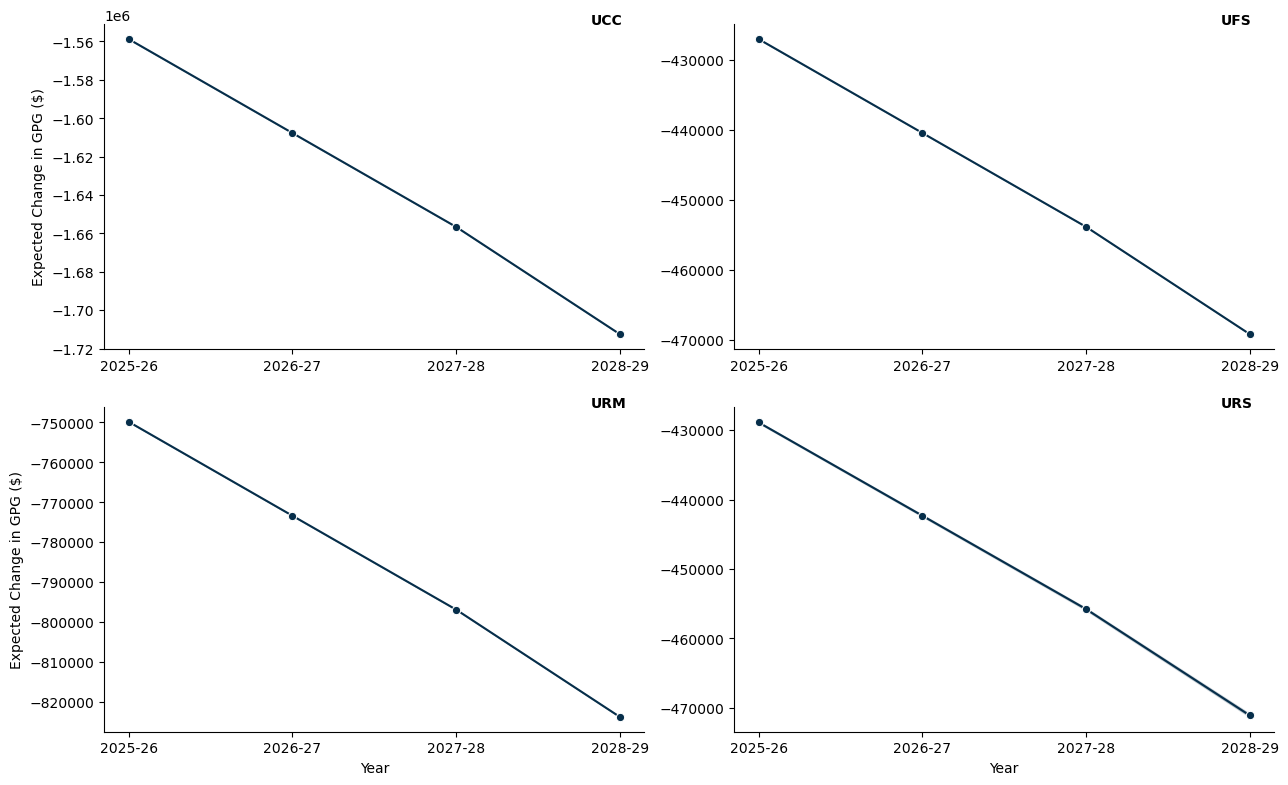 1e6
UCC
Expected Change in GPG ($)
−1.56
−1.58
−1.60
−1.62
−1.64
−1.66
−1.68
−1.70
−1.72
2025-26 2026-27 2027-28 2028-29
UFS
−430000
−440000
−450000
−460000
−470000
2025-26 2026-27 2027-28 2028-29
URM
Expected Change in GPG ($)
−750000
−760000
−770000
−780000
−790000
−800000
−810000
−820000
2025-26 2026-27 2027-28 2028-29
Year
URS
−430000
−440000
−450000
−460000
−470000
2025-26 2026-27 2027-28 2028-29
Year